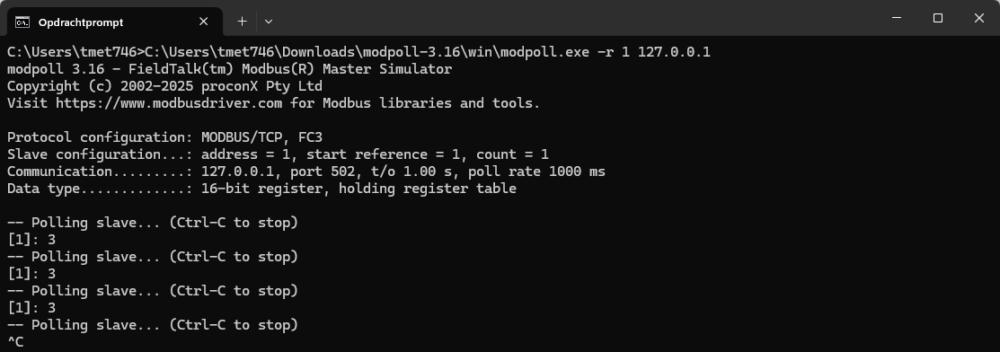 Opdrachtprompt
C:\Users\tmet746>C:\Users\tmet746\Downloads\modpoll-3.16\win\modpoll.exe -r 1 127.0.0.1
modpoll 3.16 - FieldTalk(tm) Modbus(R) Master Simulator
Copyright (c) 2002-2025 proconX Pty Ltd
Visit https://www.modbusdriver.com for Modbus libraries and tools.
Protocol configuration: MODBUS/TCP, FC3
Slave configuration...: address = 1, start reference = 1, count = 1
Communication.........: 127.0.0.1, port 502, t/o 1.00 s, poll rate 1000 ms
Data type.............: 16-bit register, holding register table
-- Polling slave... (Ctrl-C to stop)
[1]: 3
-- Polling slave... (Ctrl-C to stop)
[1]: 3
-- Polling slave... (Ctrl-C to stop)
[1]: 3
-- Polling slave... (Ctrl-C to stop)
^C